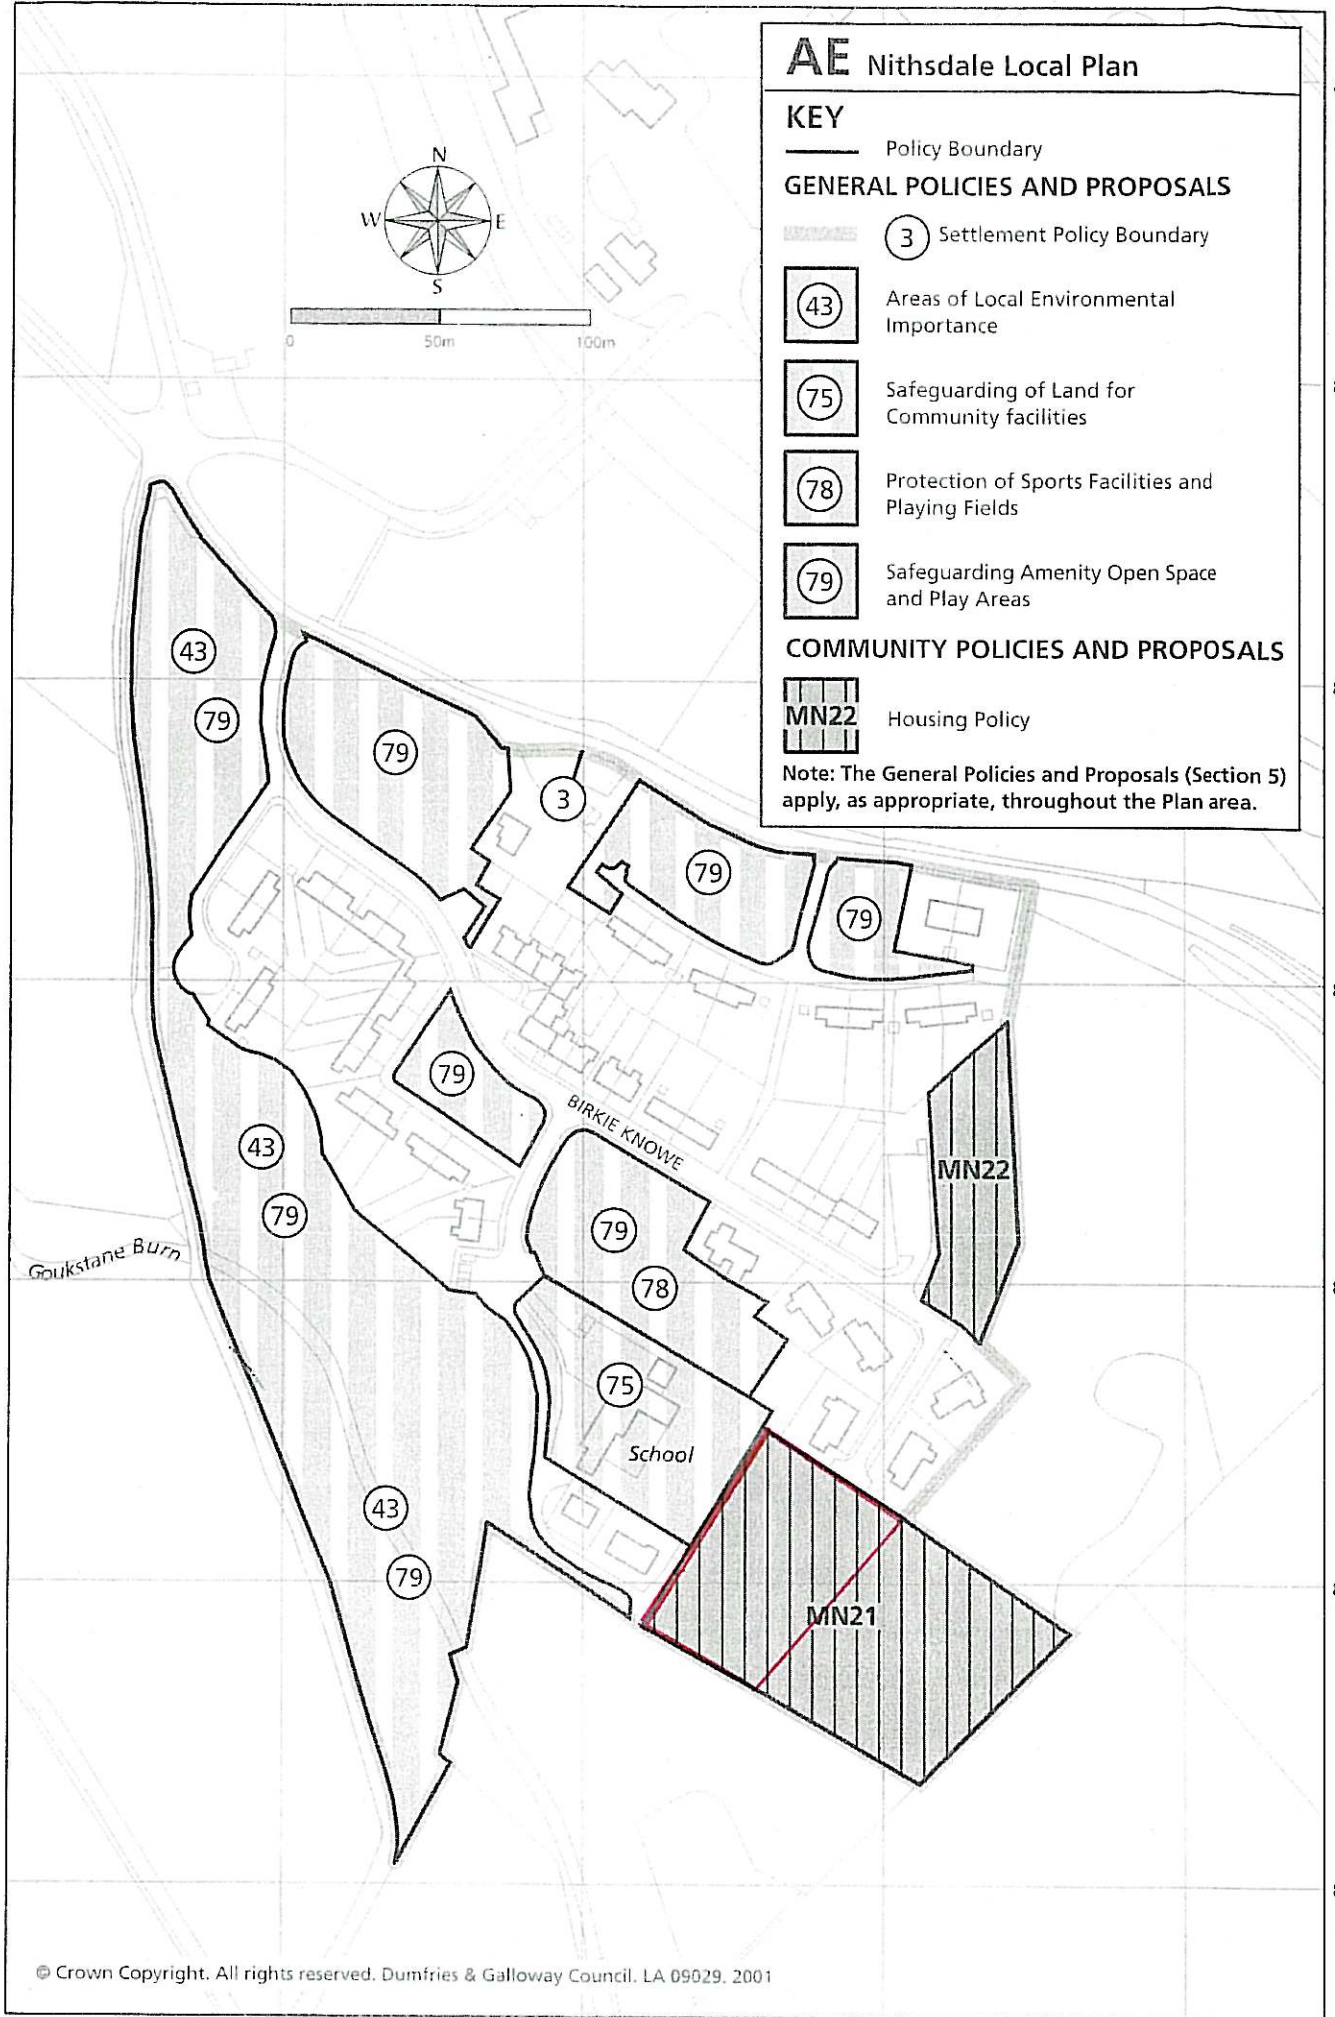 AE Nithsdale Local Plan
KEY
Policy Boundary
GENERAL POLICIES AND PROPOSALS
3 Settlement Policy Boundary
43 Areas of Local Environmental
Importance
75 Safeguarding of Land for
Community facilities
78 Protection of Sports Facilities and
Playing Fields
79 Safeguarding Amenity Open Space
and Play Areas
COMMUNITY POLICIES AND PROPOSALS
MN22 Housing Policy
Note: The General Policies and Proposals (Section 5)
apply, as appropriate, throughout the Plan area.
N
W E
S
0 50m 100m
43
79
79
3
79
79
79
BIRKIE KNOWE
43
79
MN22
79
78
Goukstane Burn
75
School
43
79
MN21
© Crown Copyright. All rights reserved. Dumfries & Galloway Council. LA 09029. 2001